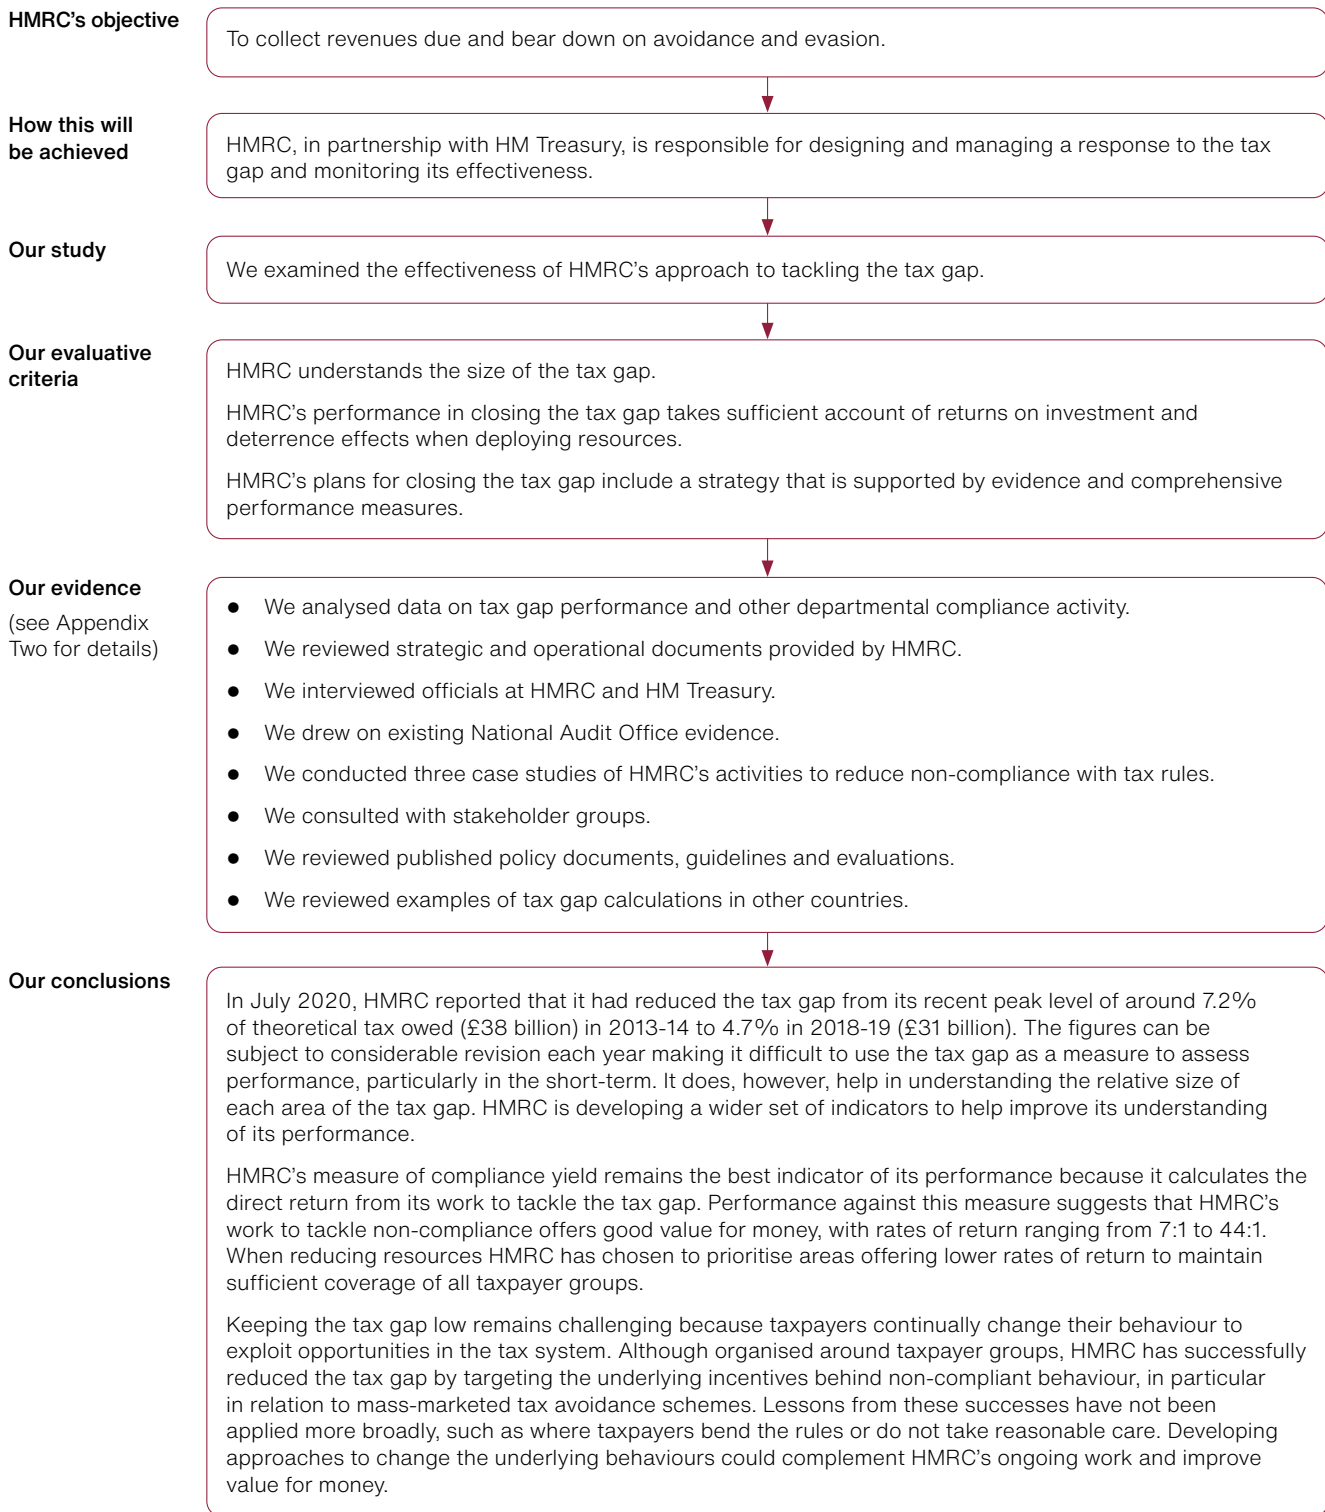 HMRC's objective
To collect revenues due and bear down on avoidance and evasion.
How this will
be achieved
HMRC, in partnership with HM Treasury, is responsible for designing and managing a response to the tax
gap and monitoring its effectiveness.
Our study
We examined the effectiveness of HMRC's approach to tackling the tax gap.
Our evaluative
criteria
HMRC understands the size of the tax gap.
HMRC's performance in closing the tax gap takes sufficient account of returns on investment and
deterrence effects when deploying resources.
HMRC's plans for closing the tax gap include a strategy that is supported by evidence and comprehensive
performance measures.
Our evidence
(see Appendix
Two for details)
● We analysed data on tax gap performance and other departmental compliance activity.
● We reviewed strategic and operational documents provided by HMRC.
● We interviewed officials at HMRC and HM Treasury.
● We drew on existing National Audit Office evidence.
● We conducted three case studies of HMRC's activities to reduce non-compliance with tax rules.
● We consulted with stakeholder groups.
● We reviewed published policy documents, guidelines and evaluations.
● We reviewed examples of tax gap calculations in other countries.
Our conclusions
In July 2020, HMRC reported that it had reduced the tax gap from its recent peak level of around 7.2%
of theoretical tax owed (£38 billion) in 2013-14 to 4.7% in 2018-19 (£31 billion). The figures can be
subject to considerable revision each year making it difficult to use the tax gap as a measure to assess
performance, particularly in the short-term. It does, however, help in understanding the relative size of
each area of the tax gap. HMRC is developing a wider set of indicators to help improve its understanding
of its performance.
HMRC's measure of compliance yield remains the best indicator of its performance because it calculates the
direct return from its work to tackle the tax gap. Performance against this measure suggests that HMRC's
work to tackle non-compliance offers good value for money, with rates of return ranging from 7:1 to 44:1.
When reducing resources HMRC has chosen to prioritise areas offering lower rates of return to maintain
sufficient coverage of all taxpayer groups.
Keeping the tax gap low remains challenging because taxpayers continually change their behaviour to
exploit opportunities in the tax system. Although organised around taxpayer groups, HMRC has successfully
reduced the tax gap by targeting the underlying incentives behind non-compliant behaviour, in particular
in relation to mass-marketed tax avoidance schemes. Lessons from these successes have not been
applied more broadly, such as where taxpayers bend the rules or do not take reasonable care. Developing
approaches to change the underlying behaviours could complement HMRC's ongoing work and improve
value for money.